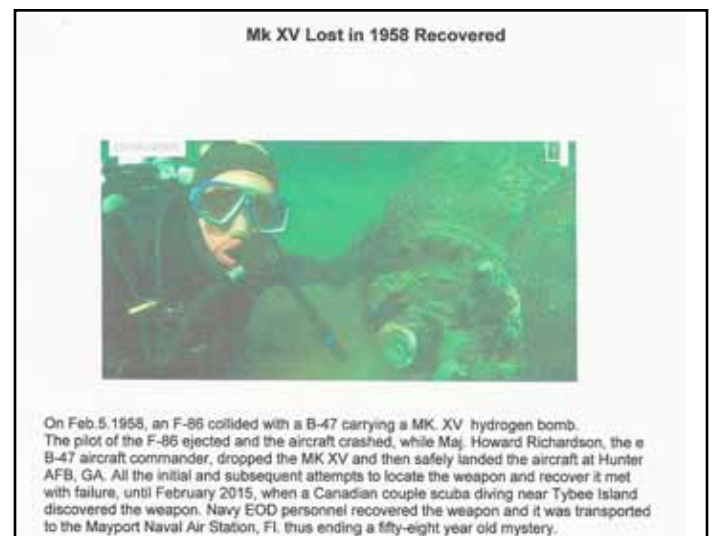 Mk XV Lost in 1958 Recovered
On Feb.5.1958, an F-86 collided with a B-47 carrying a MK. XV hydrogen bomb.
The pilot of the F-86 ejected and the aircraft crashed, while Maj. Howard Richardson, the e
B-47 aircraft commander, dropped the MK XV and then safely landed the aircraft at Hunter
AFB, GA. All the initial and subsequent attempts to locate the weapon and recover it met
with failure, until February 2015, when a Canadian couple scuba diving near Tybee Island
discovered the weapon. Navy EOD personnel recovered the weapon and it was transported
to the Mayport Naval Air Station, Fl. thus ending a fifty-eight year old mystery.